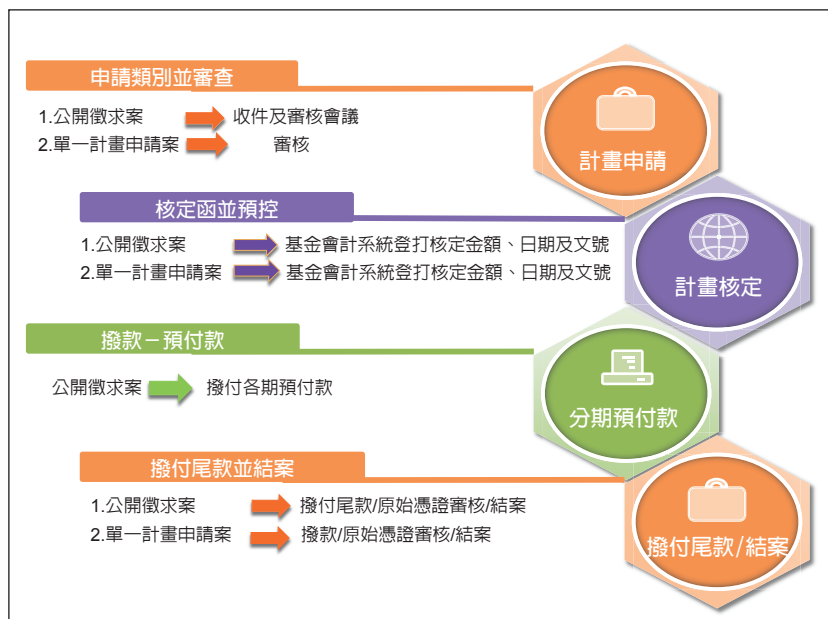 申請類別並審查
1.公開徵求案 收件及審核會議
2.單一計畫申請案 審核
計畫申請
核定函並預控
1.公開徵求案 基金會計系統登打核定金額、日期及文號
2.單一計畫申請案 基金會計系統登打核定金額、日期及文號
計畫核定
撥款－預付款
公開徵求案 撥付各期預付款
分期預付款
撥付尾款並結案
1.公開徵求案 撥付尾款/原始憑證審核/結案
2.單一計畫申請案 撥款/原始憑證審核/結案
撥付尾款/結案